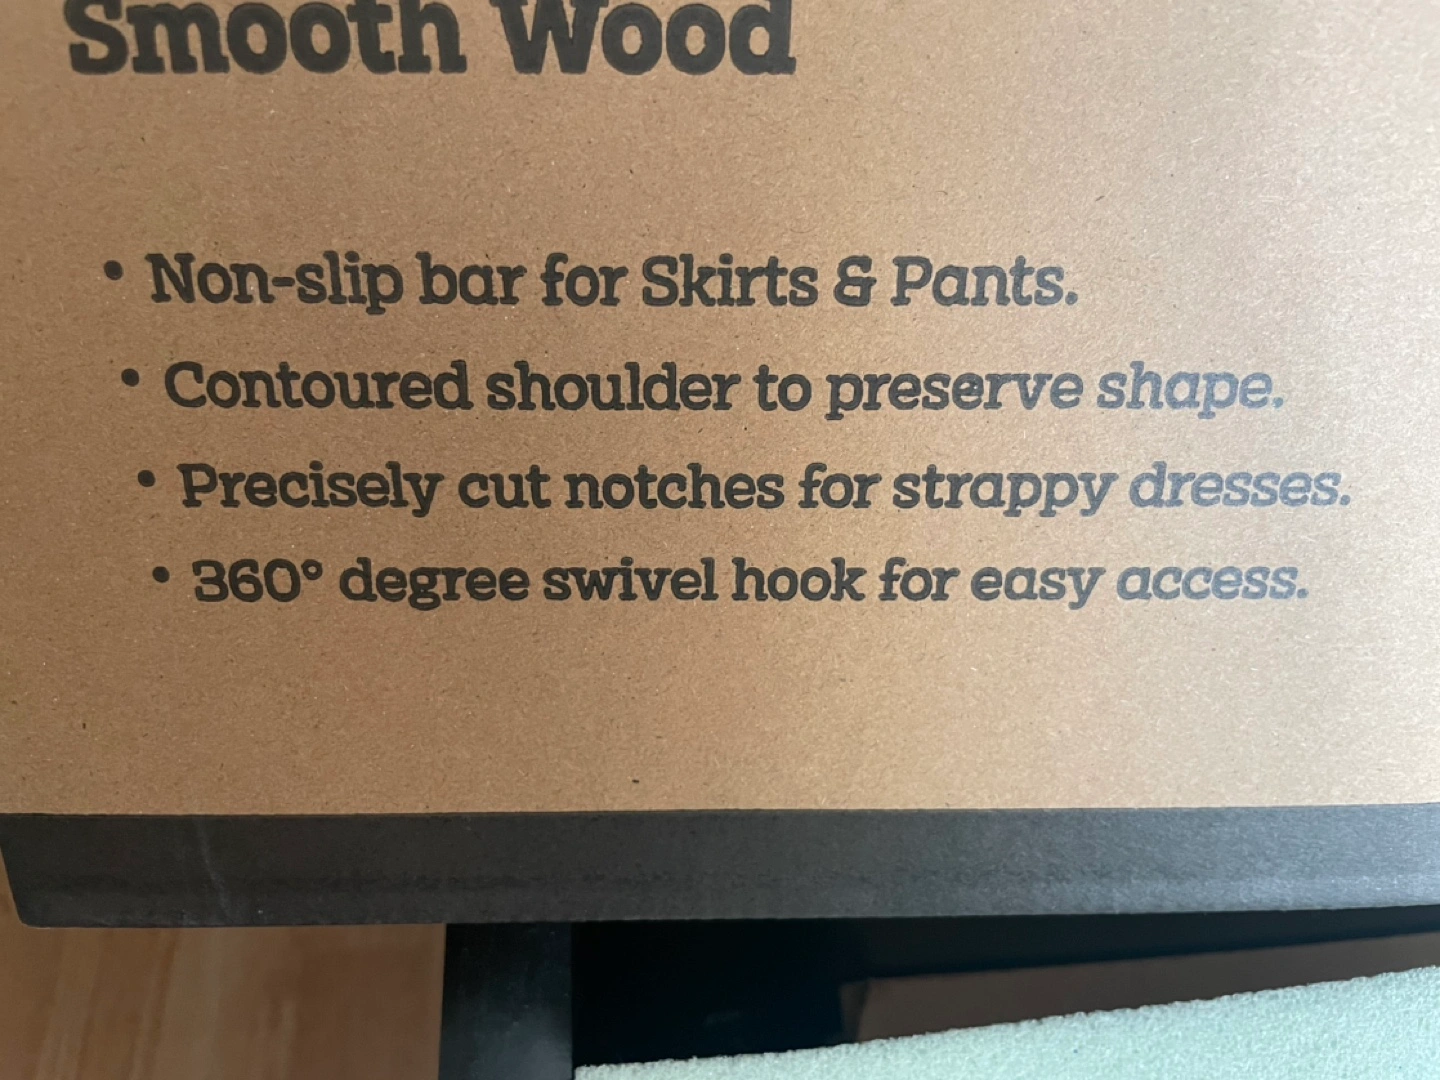 Smooth Wood
• Non-slip bar for Skirts & Pants.
• Contoured shoulder to preserve shape.
• Precisely cut notches for strappy dresses.
• 360° degree swivel hook for easy access.